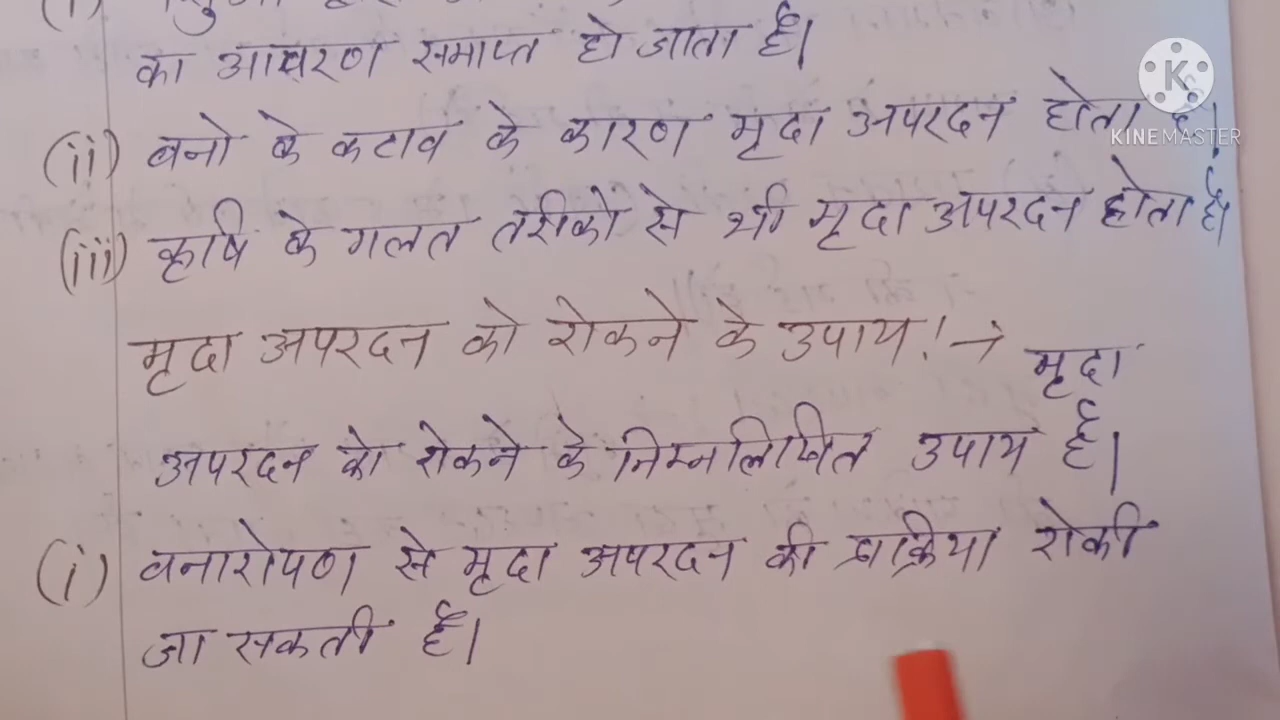 (i)
का आवरण समाप्त हो जाता है।
(ii) वनो के कटाव के कारण मृदा अपरदन होता है।
(iii) कृषि के गलत तरीको से भी मृदा अपरदन होता है।
मृदा अपरदन को रोकने के उपाय!→ मृदा
अपरदन को रोकने के निम्नलिखित उपाय है।
(i) वनारोपण से मृदा अपरदन की प्रक्रिया रोकी
जा सकती है।
KINEMASTER